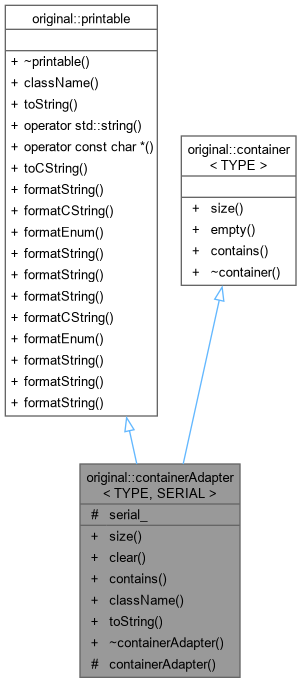 original::printable
+ ~printable()
+ className()
+ toString()
+ operator std::string()
+ operator const char *()
+ toCString()
+ formatString()
+ formatCString()
+ formatEnum()
+ formatString()
+ formatString()
+ formatString()
+ formatCString()
+ formatEnum()
+ formatString()
+ formatString()
+ formatString()
original::container
< TYPE >
+ size()
+ empty()
+ contains()
+ ~container()
original::containerAdapter
< TYPE, SERIAL >
# serial_
+ size()
+ clear()
+ contains()
+ className()
+ toString()
+ ~containerAdapter()
# containerAdapter()